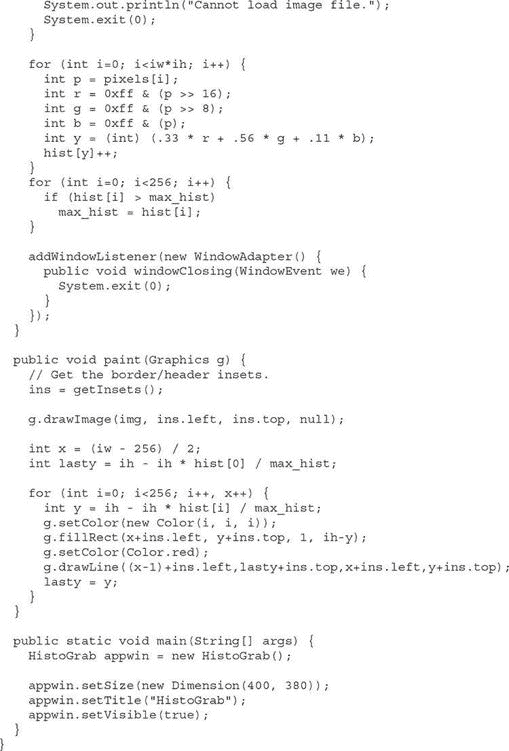 System.out.println("Cannot load image file.");
System.exit(0);
}
for (int i=0; i<iw*ih; i++) {
int p = pixels[i];
int r = 0xff & (p >> 16);
int g = 0xff & (p >> 8);
int b = 0xff & (p);
int y = (int) (.33 * r + .56 * g + .11 * b);
hist[y]++;
}
for (int i=0; i<256; i++) {
if (hist[i] > max_hist)
max_hist = hist[i];
}
addWindowListener(new WindowAdapter() {
public void windowClosing(WindowEvent we) {
System.exit(0);
}
});
}
public void paint(Graphics g) {
// Get the border/header insets.
ins = getInsets();
g.drawImage(img, ins.left, ins.top, null);
int x = (iw - 256) / 2;
int lasty = ih - ih * hist[0] / max_hist;
for (int i=0; i<256; i++, x++) {
int y = ih - ih * hist[i] / max_hist;
g.setColor(new Color(i, i, i));
g.fillRect(x+ins.left, y+ins.top, 1, ih-y);
g.setColor(Color.red);
g.drawLine((x-1)+ins.left,lasty+ins.top,x+ins.left,y+ins.top);
lasty = y;
}
}
public static void main(String[] args) {
HistoGrab appwin = new HistoGrab();
appwin.setSize(new Dimension(400, 380));
appwin.setTitle("HistoGrab");
appwin.setVisible(true);
}
}